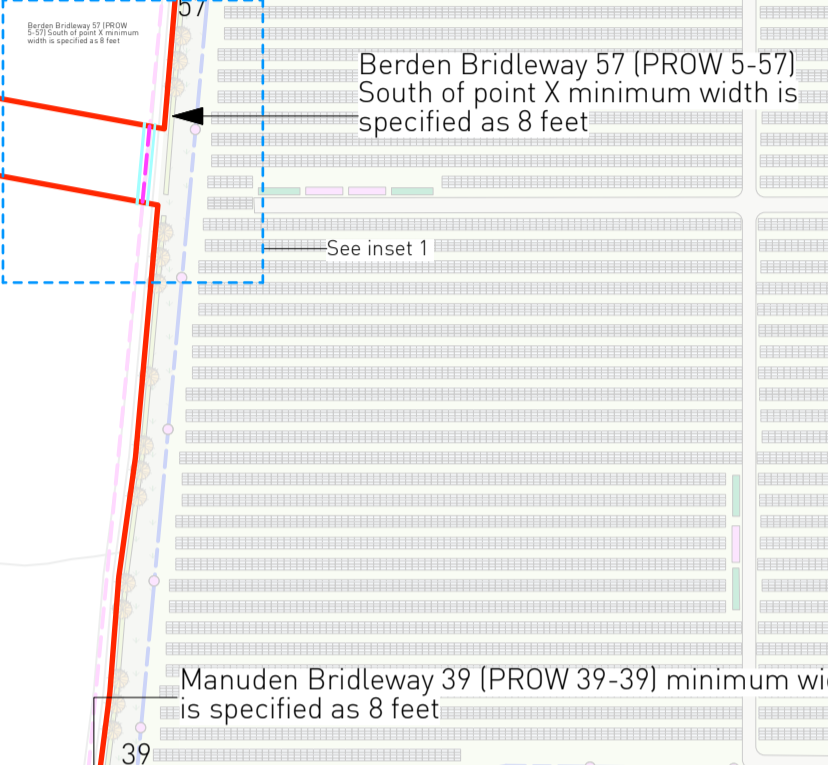 57
Berden Bridleway 57 (PROW
5-57) South of point X minimum
width is specified as 8 feet
Berden Bridleway 57 (PROW 5-57)
South of point X minimum width is
specified as 8 feet
See inset 1
Manuden Bridleway 39 (PROW 39-39) minimum
is specified as 8 feet
39